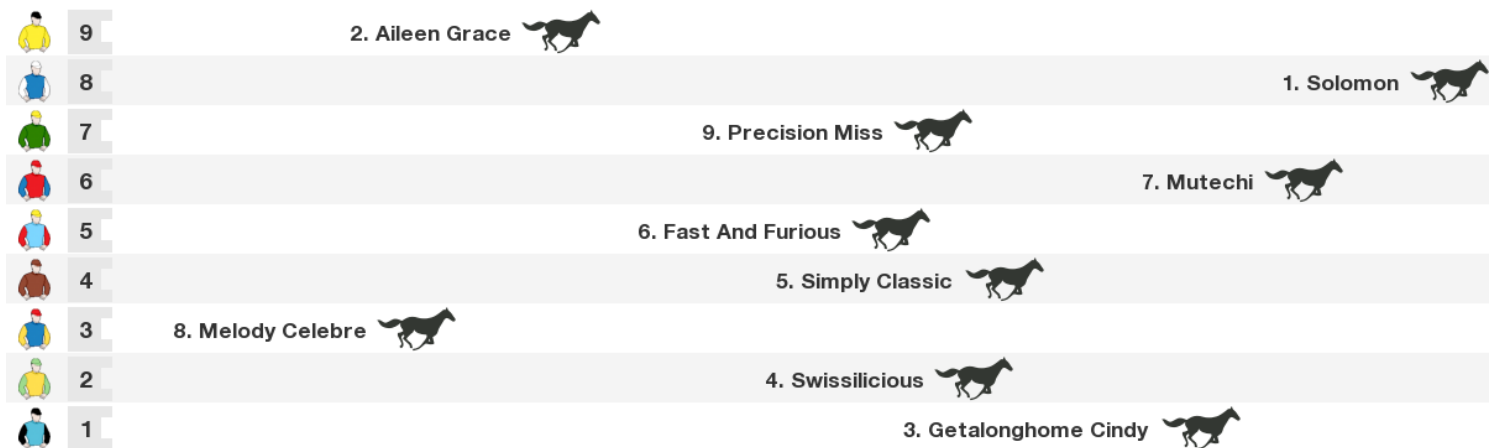 9 2. Aileen Grace
8 1. Solomon
7 9. Precision Miss
6 7. Mutechi
5 6. Fast And Furious
4 5. Simply Classic
3 8. Melody Celebre
2 4. Swissilicious
1 3. Getalonghome Cindy